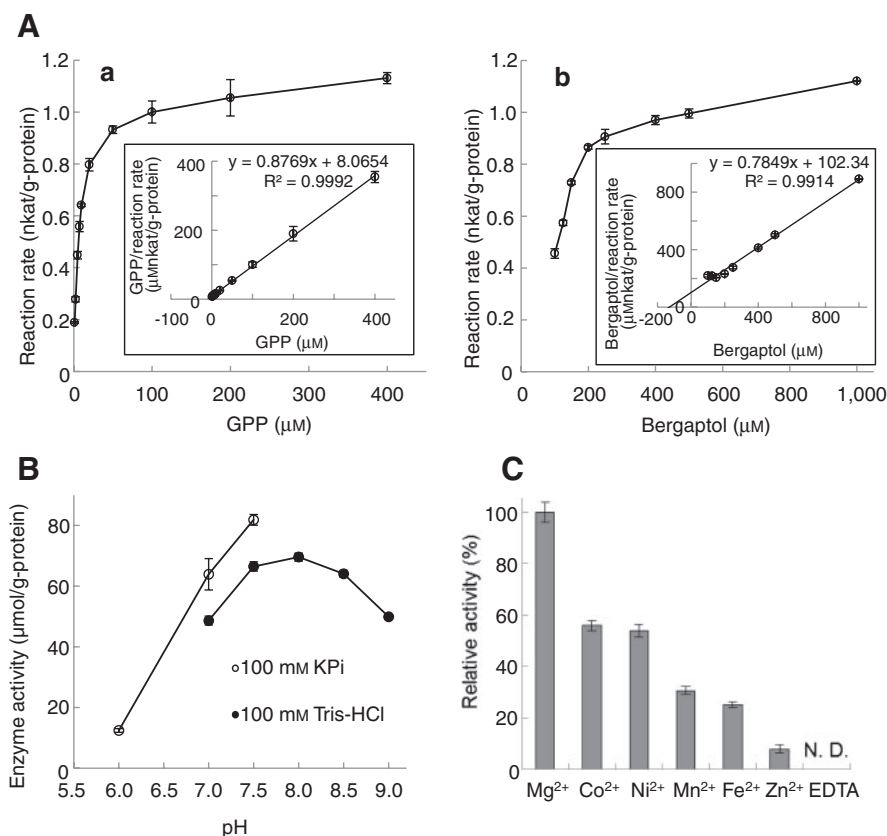 A
a
Reaction rate (nkat/g-protein)
1.2
1.0
0.8
0.6
0.4
0.2
0
0 100 200 300 400
GPP (μM)
y = 0.8769x + 8.0654
R² = 0.9992
GPP/reaction rate
(μMnkat/g-protein)
400
200
0
-100 0 200 400
GPP (μM)
b
Reaction rate (nkat/g-protein)
1.2
1.0
0.8
0.6
0.4
0.2
0
0 200 400 600 800 1,000
Bergaptol (μM)
y = 0.7849x + 102.34
R² = 0.9914
Bergaptol/reaction rate
(μMnkat/g-protein)
800
400
0
-200 0 400 800
Bergaptol (μM)
B
Enzyme activity (μmol/g-protein)
80
60
40
20
0
5.5 6.0 6.5 7.0 7.5 8.0 8.5 9.0
pH
100 mM KPi
100 mM Tris-HCl
C
Relative activity (%)
100
80
60
40
20
0
N. D.
Mg²⁺ Co²⁺ Ni²⁺ Mn²⁺ Fe²⁺ Zn²⁺ EDTA